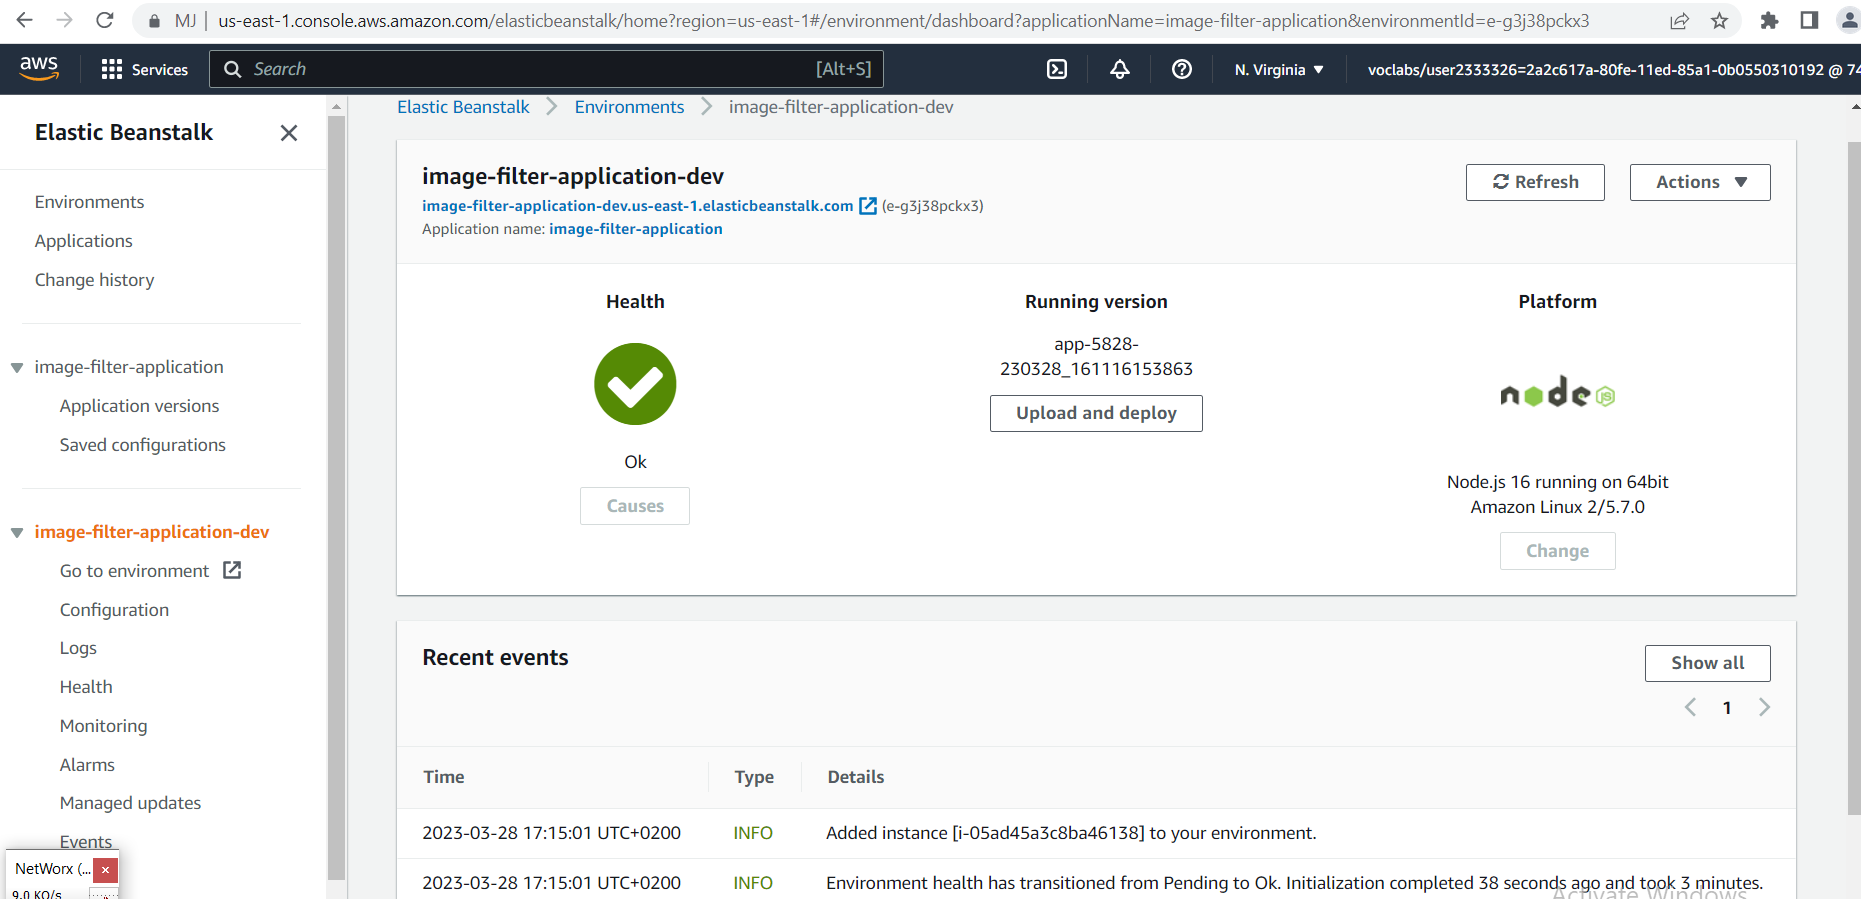 MJ us-east-1.console.aws.amazon.com/elasticbeanstalk/home?region=us-east-1#/environment/dashboard?applicationName=image-filter-application&environmentId=e-g3j38pckx3
aws Services Search [Alt+S] N. Virginia ▼ voclabs/user2333326=2a2c617a-80fe-11ed-85a1-0b0550310192 @ 74
Elastic Beanstalk
Environments
Applications
Change history
image-filter-application
Application versions
Saved configurations
image-filter-application-dev
Go to environment
Configuration
Logs
Health
Monitoring
Alarms
Managed updates
Events
NetWorx (...
9.0 KO/s
Elastic Beanstalk > Environments > image-filter-application-dev
image-filter-application-dev
image-filter-application-dev.us-east-1.elasticbeanstalk.com (e-g3j38pckx3)
Application name: image-filter-application
Refresh
Actions ▼
Health
Ok
Causes
Running version
app-5828-
230328_161116153863
Upload and deploy
Platform
node JS
Node.js 16 running on 64bit
Amazon Linux 2/5.7.0
Change
Recent events
Show all
1
Time Type Details
2023-03-28 17:15:01 UTC+0200 INFO Added instance [i-05ad45a3c8ba46138] to your environment.
2023-03-28 17:15:01 UTC+0200 INFO Environment health has transitioned from Pending to Ok. Initialization completed 38 seconds ago and took 3 minutes.
Activate Windows